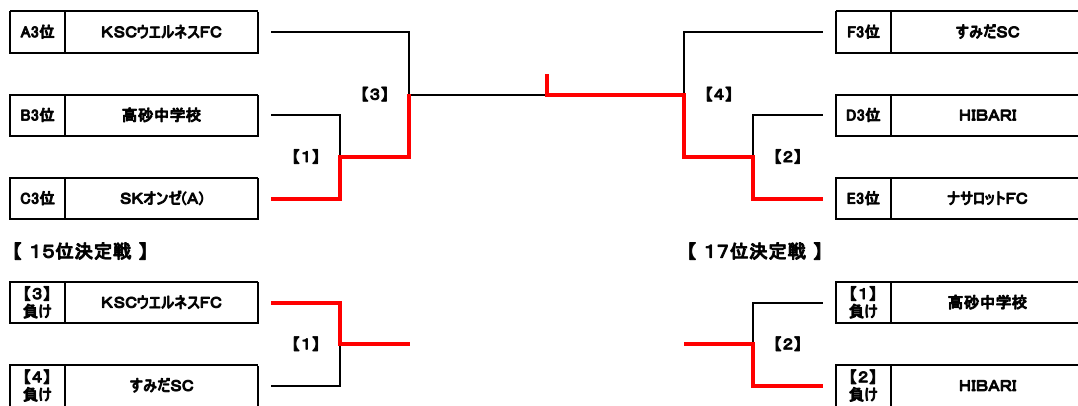 A3位 KSCウエルネスFC
F3位 すみだSC
【3】
【4】
B3位 高砂中学校
D3位 HIBARI
【1】
【2】
C3位 SKオンゼ(A)
E3位 ナサロットFC
【 15位決定戦 】
【 17位決定戦 】
【3】
負け
KSCウエルネスFC
【1】
負け
高砂中学校
【1】
【2】
【4】
負け
すみだSC
【2】
負け
HIBARI